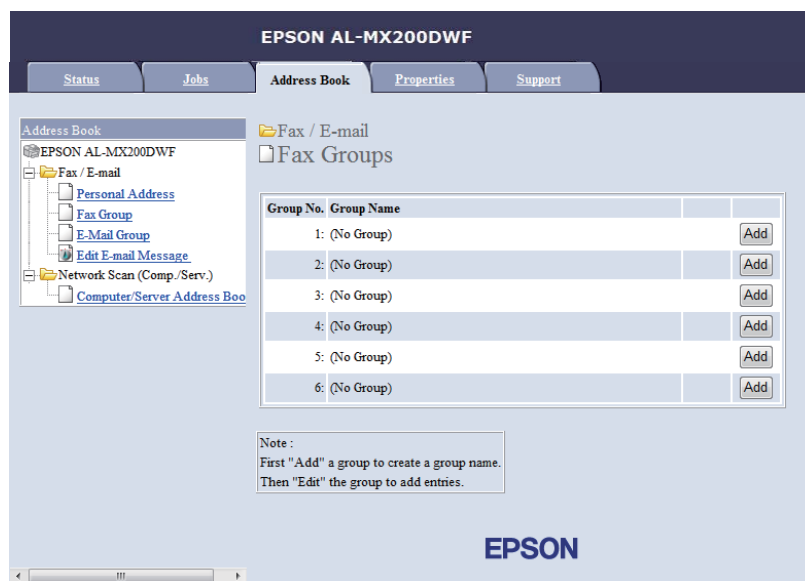 EPSON AL-MX200DWF
Status Jobs Address Book Properties Support
Address Book
EPSON AL-MX200DWF
Fax / E-mail
Personal Address
Fax Group
E-Mail Group
Edit E-mail Message
Network Scan (Comp./Serv.)
Computer/Server Address Boo
Fax / E-mail
Fax Groups
Group No. Group Name
1: (No Group) Add
2: (No Group) Add
3: (No Group) Add
4: (No Group) Add
5: (No Group) Add
6: (No Group) Add
Note :
First "Add" a group to create a group name.
Then "Edit" the group to add entries.
EPSON